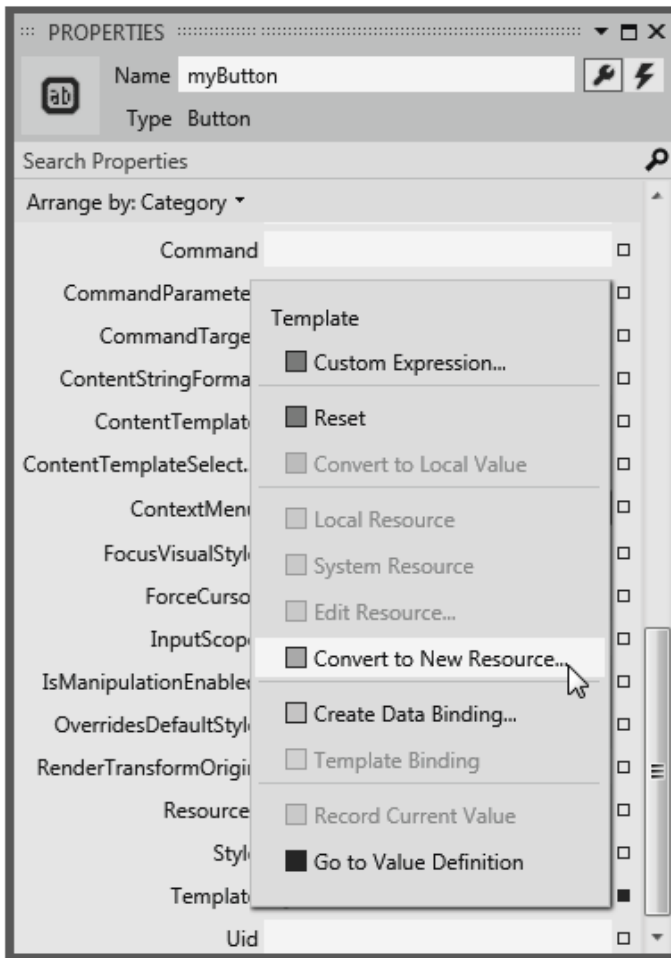 PROPERTIES
Name myButton
Type Button
Search Properties
Arrange by: Category
Command
CommandParamete
CommandTarge
ContentStringForma
ContentTemplat
ContentTemplateSelect..
ContextMen
FocusVisualStyl
ForceCurso
InputScop
IsManipulationEnable
OverridesDefaultStyl
RenderTransformOrigi
Resource
Styl
Templat
Uid
Template
Custom Expression...
Reset
Convert to Local Value
Local Resource
System Resource
Edit Resource...
Convert to New Resource...
Create Data Binding...
Template Binding
Record Current Value
Go to Value Definition